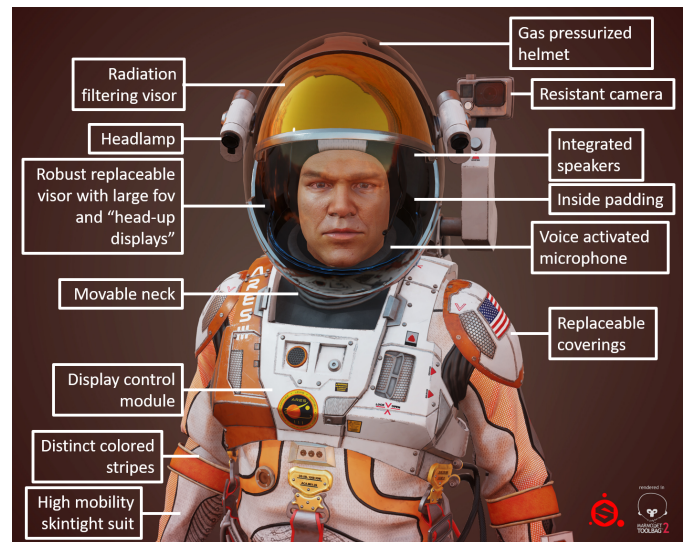 Gas pressurized
helmet
Radiation
filtering visor
Resistant camera
Headlamp
Integrated
speakers
Robust replaceable
visor with large fov
and “head-up
displays”
Inside padding
Voice activated
microphone
Movable neck
ARES
Replaceable
coverings
Display control
module
ARES
Distinct colored
stripes
High mobility
skintight suit
rendered in
MARMOSET
TOOLBAG 2